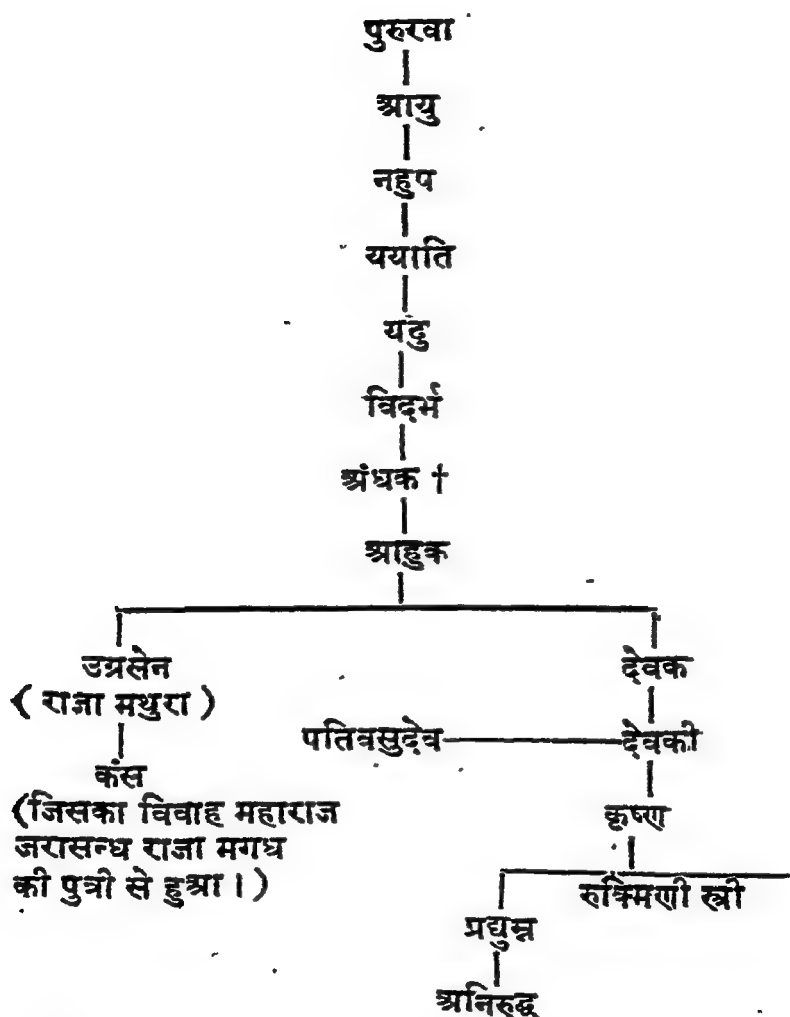 पुरुरवा
आयु
नहुप
ययाति
यदु
विदर्भ
अंधक †
आहुक
उग्रसेन
देवक
( राजा मथुरा )
पतिवसुदेव
देवकी
कंस
(जिसका विवाह महाराज
जरासन्ध राजा मगध
की पुत्री से हुआ।)
कृष्ण
रुक्मिणी स्त्री
प्रद्युम्न
अनिरुद्ध